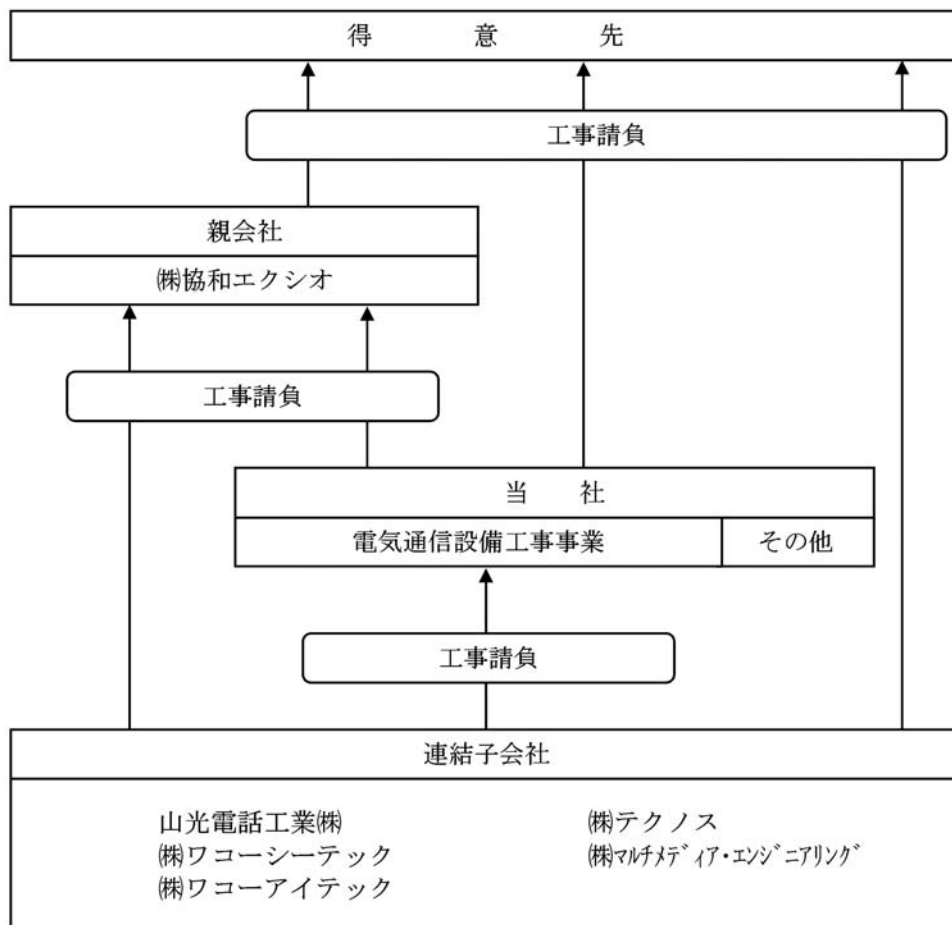 得 意 先
工事請負
親会社
㈱協和エクシオ
工事請負
当 社
電気通信設備工事事業 その他
工事請負
連結子会社
山光電話工業㈱ ㈱テクノス
㈱ワコーシーテック ㈱ﾏﾙﾁﾒﾃﾞｨｱ・ｴﾝｼﾞﾆｱﾘﾝｸﾞ
㈱ワコーアイテック